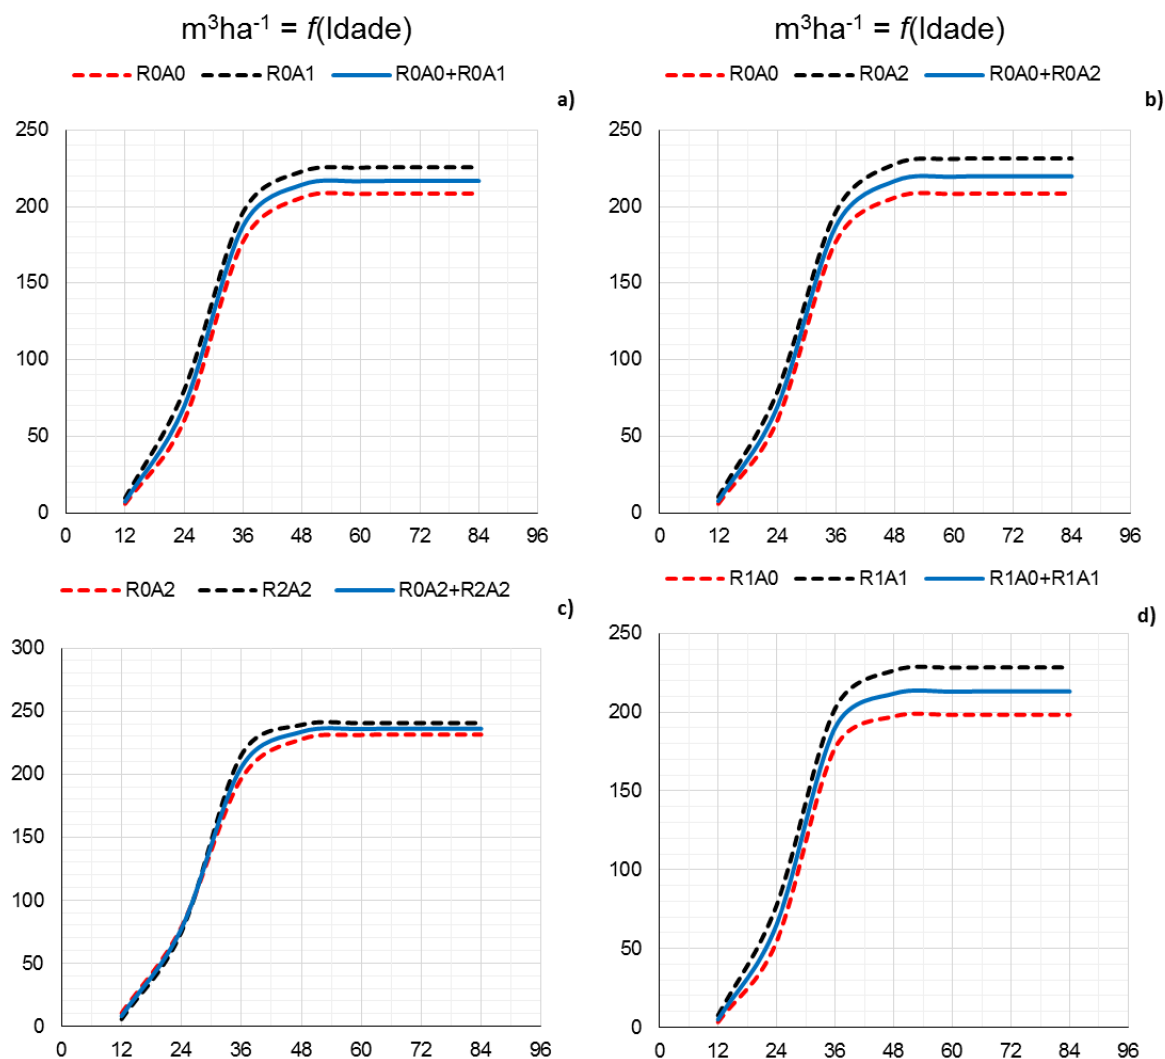 m³ha⁻¹ = f(Idade)
R0A0 R0A1 R0A0+R0A1
a)
250
200
150
100
50
0
0 12 24 36 48 60 72 84 96
m³ha⁻¹ = f(Idade)
R0A0 R0A2 R0A0+R0A2
b)
250
200
150
100
50
0
0 12 24 36 48 60 72 84 96
R0A2 R2A2 R0A2+R2A2
c)
300
250
200
150
100
50
0
0 12 24 36 48 60 72 84 96
R1A0 R1A1 R1A0+R1A1
d)
250
200
150
100
50
0
0 12 24 36 48 60 72 84 96